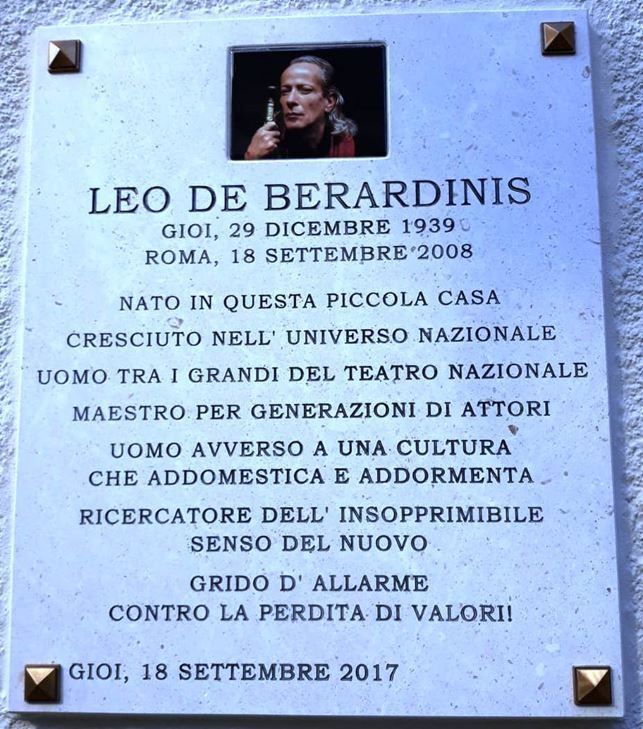 LEO DE BERARDINIS
GIOI, 29 DICEMBRE 1939
ROMA, 18 SETTEMBRE 2008
NATO IN QUESTA PICCOLA CASA
CRESCIUTO NELL' UNIVERSO NAZIONALE
UOMO TRA I GRANDI DEL TEATRO NAZIONALE
MAESTRO PER GENERAZIONI DI ATTORI
UOMO AVVERSO A UNA CULTURA
CHE ADDOMESTICA E ADDORMENTA
RICERCATORE DELL' INSOPPRIMIBILE
SENSO DEL NUOVO
GRIDO D' ALLARME
CONTRO LA PERDITA DI VALORI!
GIOI, 18 SETTEMBRE 2017